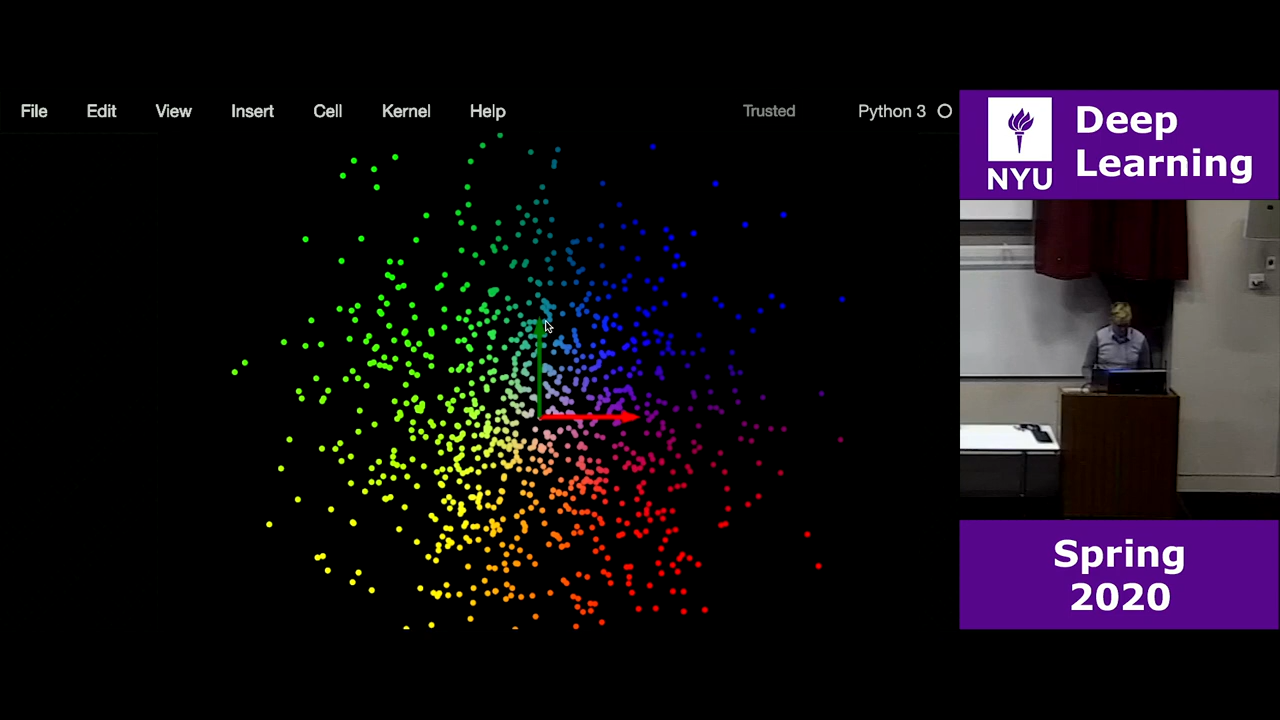 File Edit View Insert Cell Kernel Help Trusted Python 3
NYU
Deep
Learning
Spring
2020